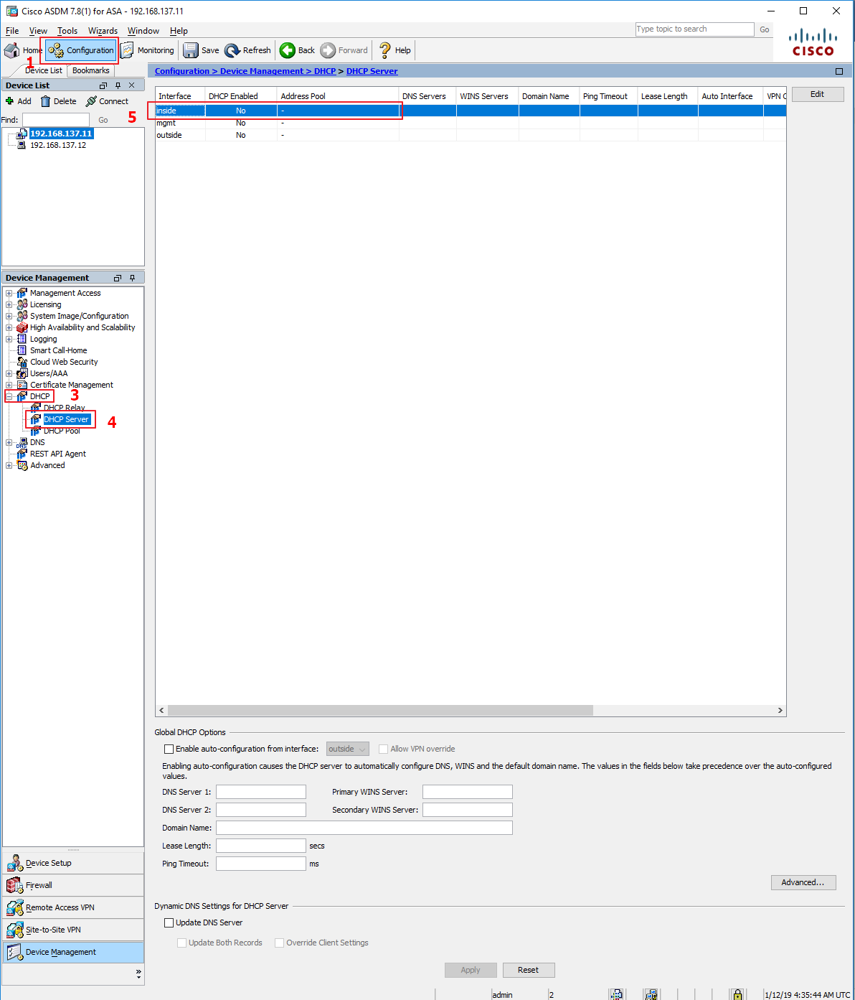 Cisco ASDM 7.8(1) for ASA - 192.168.137.11
File View Tools Wizards Window Help
Type topic to search Go
Home Configuration Monitoring Save Refresh Back Forward Help
CISCO
1
Device List Bookmarks
Configuration > Device Management > DHCP > DHCP Server
Device List
Add Delete Connect
Find: Go
5
192.168.137.11
192.168.137.12
Interface DHCP Enabled Address Pool DNS Servers WINS Servers Domain Name Ping Timeout Lease Length Auto Interface VPN O
Edit
inside No -
mgmt No -
outside No -
Device Management
Management Access
Licensing
System Image/Configuration
High Availability and Scalability
Logging
Smart Call-Home
Cloud Web Security
Users/AAA
Certificate Management
DHCP
3
DHCP Relay
DHCP Server
4
DHCP Pool
DNS
REST API Agent
Advanced
Device Setup
Firewall
Remote Access VPN
Site-to-Site VPN
Device Management
Global DHCP Options
Enable auto-configuration from interface: outside Allow VPN override
Enabling auto-configuration causes the DHCP server to automatically configure DNS, WINS and the default domain name. The values in the fields below take precedence over the auto-configured
values.
DNS Server 1: Primary WINS Server:
DNS Server 2: Secondary WINS Server:
Domain Name:
Lease Length: secs
Ping Timeout: ms
Advanced...
Dynamic DNS Settings for DHCP Server
Update DNS Server
Update Both Records Override Client Settings
Apply Reset
admin 2 1/12/19 4:35:44 AM UTC